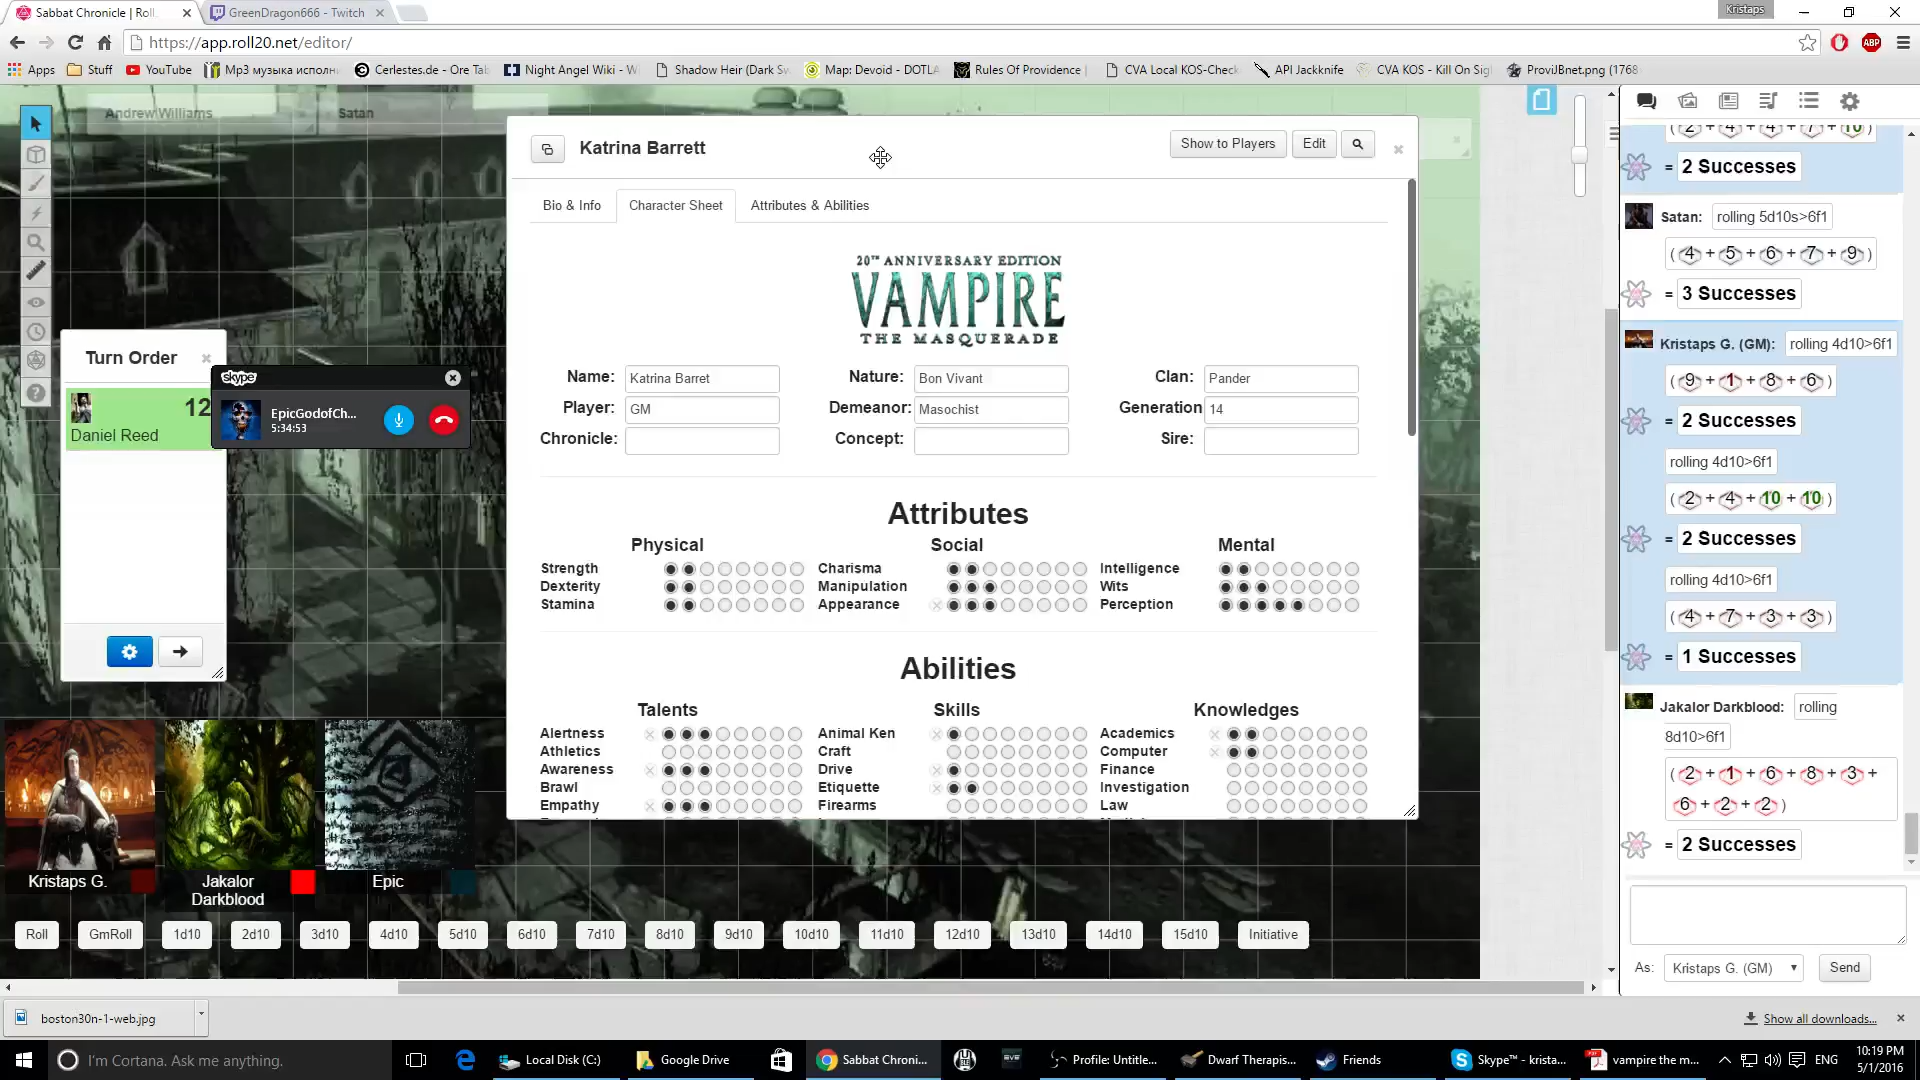 Sabbat Chronicle | Roll
GreenDragon666 - Twitch
Kristaps
https://app.roll20.net/editor/
Apps
Stuff
YouTube
Mp3 музыка исполни
Cerlestes.de - Ore Tab
Night Angel Wiki - W
Shadow Heir (Dark Sw
Map: Devoid - DOTLA
Rules Of Providence
CVA Local KOS-Check
API Jackknife
CVA KOS - Kill On Sigh
ProviJBnet.png (1768
Andrew Williams
Satan
Katrina Barrett
Show to Players
Edit
Bio & Info
Character Sheet
Attributes & Abilities
20TH ANNIVERSARY EDITION
VAMPIRE
THE MASQUERADE
Name: Katrina Barret
Nature: Bon Vivant
Clan: Pander
Player: GM
Demeanor: Masochist
Generation 14
Chronicle:
Concept:
Sire:
Attributes
Physical
Social
Mental
Strength
Charisma
Intelligence
Dexterity
Manipulation
Wits
Stamina
Appearance
Perception
Abilities
Talents
Skills
Knowledges
Alertness
Animal Ken
Academics
Athletics
Craft
Computer
Awareness
Drive
Finance
Brawl
Etiquette
Investigation
Empathy
Firearms
Law
Turn Order
12
Daniel Reed
skype
EpicGodofCh...
5:34:53
Kristaps G.
Jakalor
Darkblood
Epic
Roll
GmRoll
1d10
2d10
3d10
4d10
5d10
6d10
7d10
8d10
9d10
10d10
11d10
12d10
13d10
14d10
15d10
Initiative
(2+4+4+7+10)
= 2 Successes
Satan: rolling 5d10s>6f1
(4+5+6+7+9)
= 3 Successes
Kristaps G. (GM): rolling 4d10>6f1
(9+1+8+6)
= 2 Successes
rolling 4d10>6f1
(2+4+10+10)
= 2 Successes
rolling 4d10>6f1
(4+7+3+3)
= 1 Successes
Jakalor Darkblood: rolling
8d10>6f1
(2+1+6+8+3+
6+2+2)
= 2 Successes
As: Kristaps G. (GM)
Send
boston30n-1-web.jpg
Show all downloads...
I'm Cortana. Ask me anything.
Local Disk (C:)
Google Drive
Sabbat Chroni...
Profile: Untitle...
Dwarf Therapis...
Friends
Skype™ - krista...
vampire the m...
ENG
10:19 PM
5/1/2016